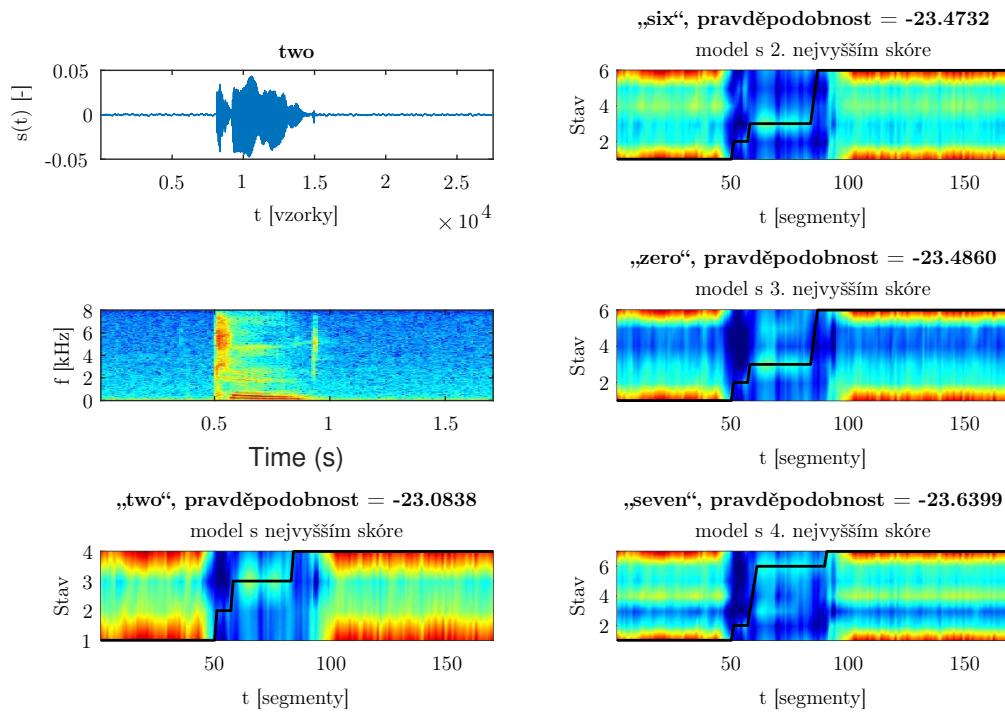 two
0.05
0
-0.05
s(t) [-]
0.5
1
1.5
2
2.5
t [vzorky]
× 10 4
8
6
4
2
0
f [kHz]
0.5
1
1.5
Time (s)
„two“, pravděpodobnost = -23.0838
model s nejvyšším skóre
4
3
2
1
Stav
50
100
150
t [segmenty]
„six“, pravděpodobnost = -23.4732
model s 2. nejvyšším skóre
6
4
2
Stav
50
100
150
t [segmenty]
„zero“, pravděpodobnost = -23.4860
model s 3. nejvyšším skóre
6
4
2
Stav
50
100
150
t [segmenty]
„seven“, pravděpodobnost = -23.6399
model s 4. nejvyšším skóre
6
4
2
Stav
50
100
150
t [segmenty]